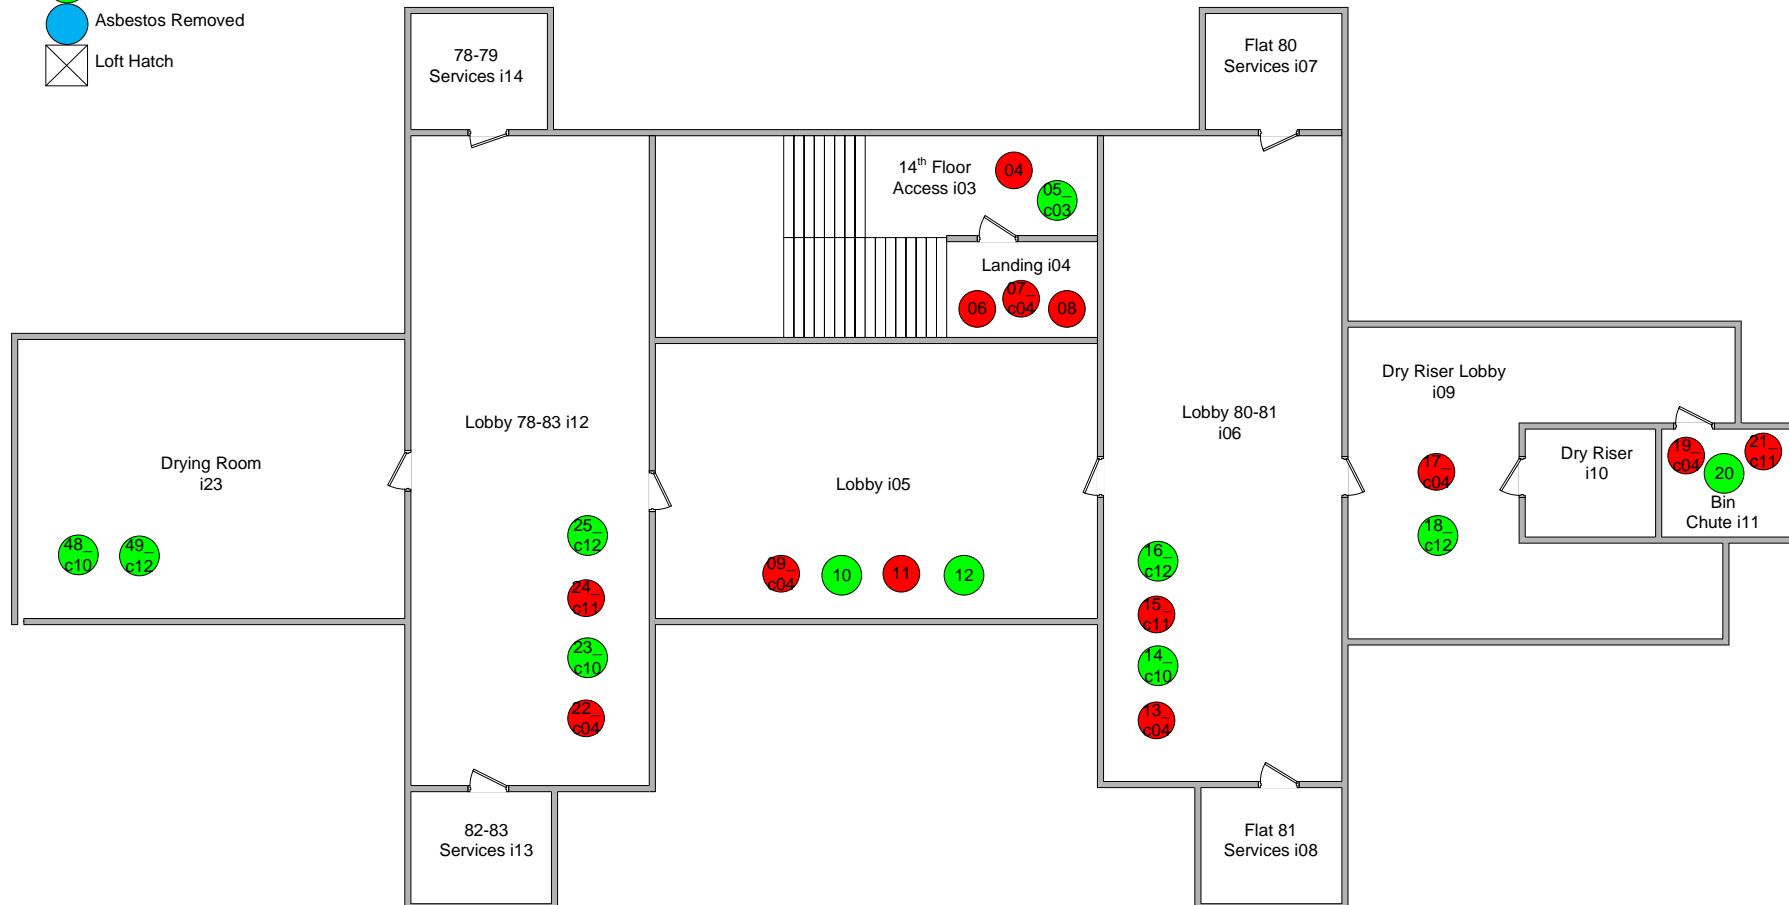 Asbestos Removed
Loft Hatch
78-79
Services i14
Flat 80
Services i07
14th Floor
Access i03
04
05_
c03
Landing i04
06
07_
c04
08
Dry Riser Lobby
i09
Lobby 78-83 i12
Lobby 80-81
i06
Drying Room
i23
Lobby i05
Dry Riser
i10
17_
c04
18_
c12
19_
c04
20
21_
c11
Bin
Chute i11
48_
c10
49_
c12
25_
c12
24_
c11
23_
c10
22_
c04
09_
c04
10
11
12
16_
c12
15_
c11
14_
c10
13_
c04
82-83
Services i13
Flat 81
Services i08